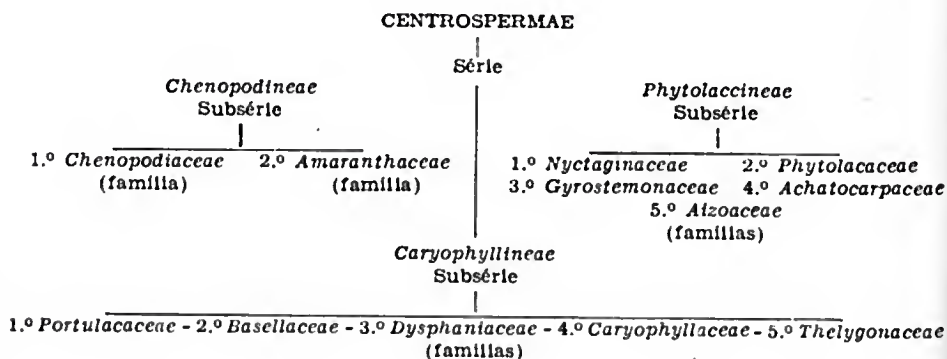 CENTROSPERMAE
Série
Chenopodineae
Subsérie
1.º Chenopodiaceae 2.º Amaranthaceae
(familia) (familia)
Phytolaccineae
Subsérie
1.º Nyctaginaceae 2.º Phytolacaceae
3.º Gyrostemonaceae 4.º Achatocarpaceae
5.º Aizoaceae
(familias)
Caryophyllineae
Subsérie
1.º Portulacaceae - 2.º Basellaceae - 3.º Dysphaniaceae - 4.º Caryophyllaceae - 5.º Thelygonaceae
(familias)